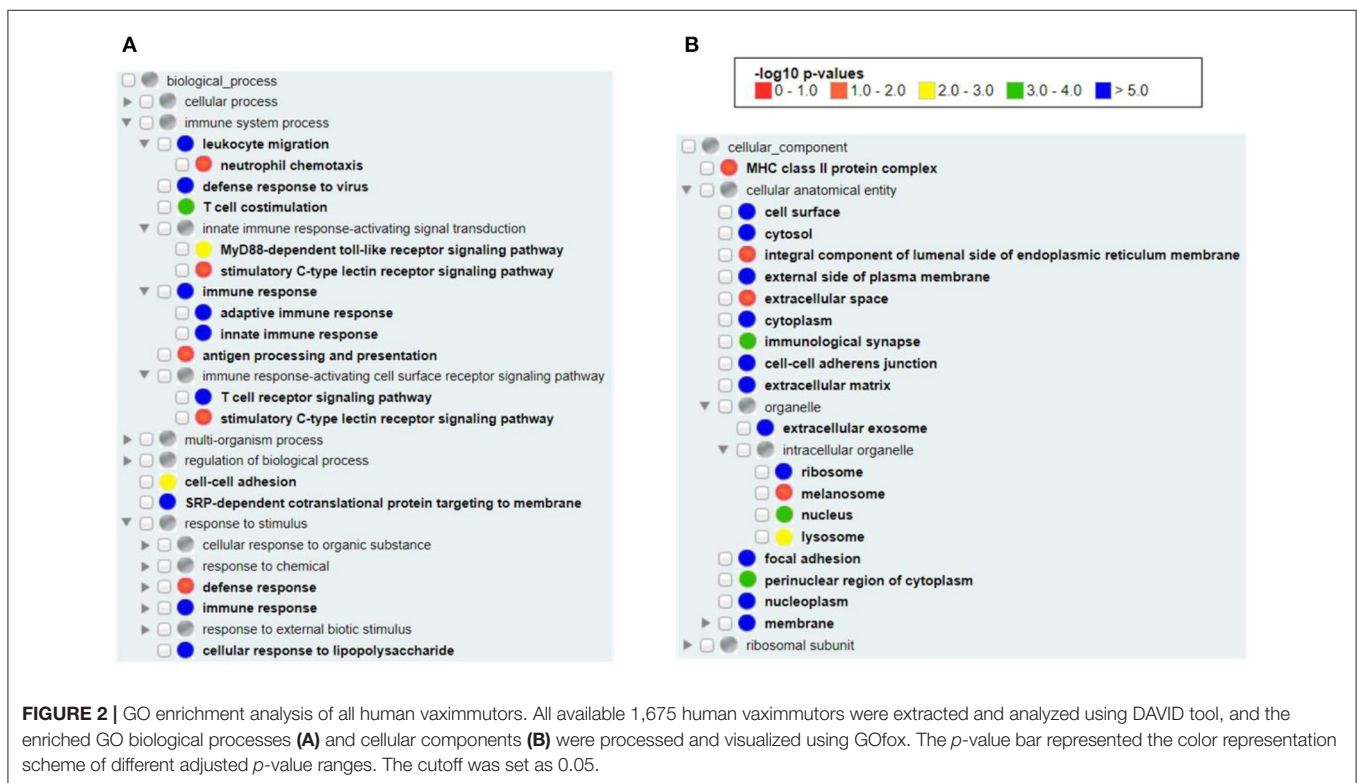 A
biological_process
cellular process
immune system process
leukocyte migration
neutrophil chemotaxis
defense response to virus
T cell costimulation
innate immune response-activating signal transduction
MyD88-dependent toll-like receptor signaling pathway
stimulatory C-type lectin receptor signaling pathway
immune response
adaptive immune response
innate immune response
antigen processing and presentation
immune response-activating cell surface receptor signaling pathway
T cell receptor signaling pathway
stimulatory C-type lectin receptor signaling pathway
multi-organism process
regulation of biological process
cell-cell adhesion
SRP-dependent cotranslational protein targeting to membrane
response to stimulus
cellular response to organic substance
response to chemical
defense response
immune response
response to external biotic stimulus
cellular response to lipopolysaccharide
B
-log10 p-values
0 - 1.0 1.0 - 2.0 2.0 - 3.0 3.0 - 4.0 > 5.0
cellular_component
MHC class II protein complex
cellular anatomical entity
cell surface
cytosol
integral component of lumenal side of endoplasmic reticulum membrane
external side of plasma membrane
extracellular space
cytoplasm
immunological synapse
cell-cell adherens junction
extracellular matrix
organelle
extracellular exosome
intracellular organelle
ribosome
melanosome
nucleus
lysosome
focal adhesion
perinuclear region of cytoplasm
nucleoplasm
membrane
ribosomal subunit
FIGURE 2 | GO enrichment analysis of all human vaximmutors. All available 1,675 human vaximmutors were extracted and analyzed using DAVID tool, and the
enriched GO biological processes (A) and cellular components (B) were processed and visualized using GOfox. The p-value bar represented the color representation
scheme of different adjusted p-value ranges. The cutoff was set as 0.05.